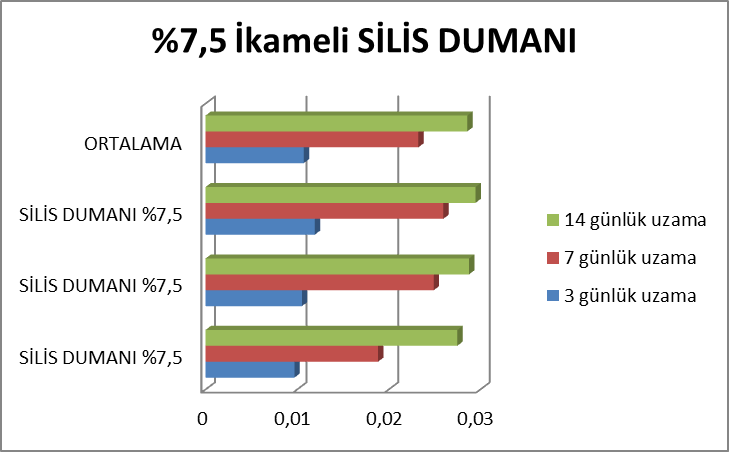 %7,5 İkameli SİLİS DUMANI
ORTALAMA
SİLİS DUMANI %7,5
SİLİS DUMANI %7,5
SİLİS DUMANI %7,5
0 0,01 0,02 0,03
14 günlük uzama
7 günlük uzama
3 günlük uzama